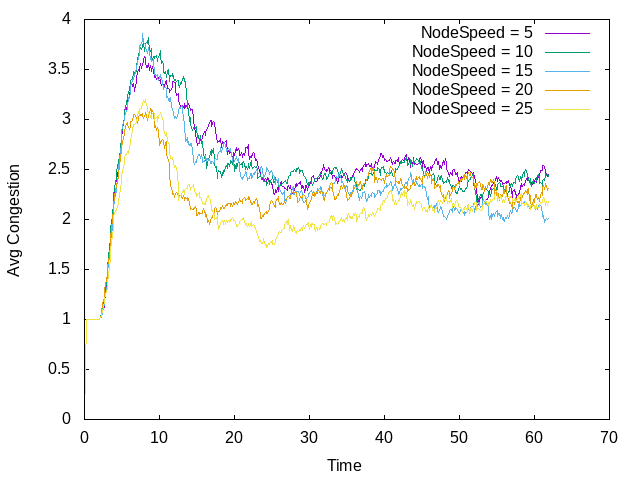 4
3.5
3
2.5
2
1.5
1
0.5
0
0 10 20 30 40 50 60 70
Avg Congestion
Time
NodeSpeed = 5
NodeSpeed = 10
NodeSpeed = 15
NodeSpeed = 20
NodeSpeed = 25